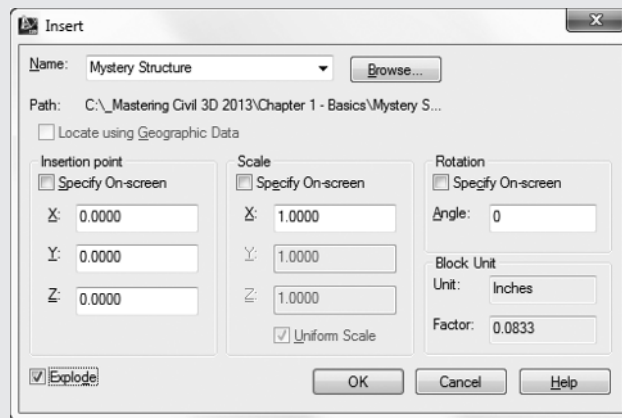 Insert
Name: Mystery Structure Browse...
Path: C:\_Mastering Civil 3D 2013\Chapter 1 - Basics\Mystery S...
Locate using Geographic Data
Insertion point
Specify On-screen
X: 0.0000
Y: 0.0000
Z: 0.0000
Scale
Specify On-screen
X: 1.0000
Y: 1.0000
Z: 1.0000
Uniform Scale
Rotation
Specify On-screen
Angle: 0
Block Unit
Unit: Inches
Factor: 0.0833
Explode
OK Cancel Help